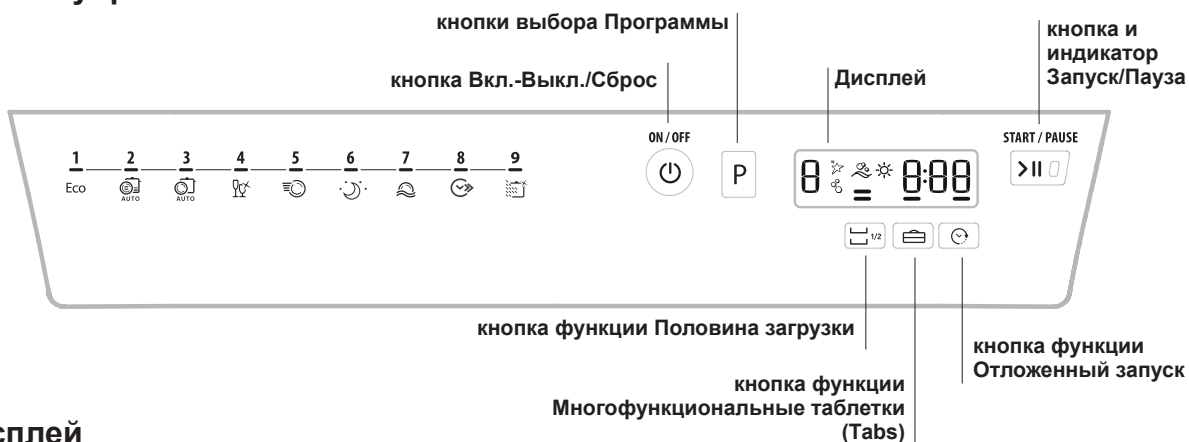 кнопки выбора Программы
кнопка и
индикатор
Запуск/Пауза
кнопка Вкл.-Выкл./Сброс
Дисплей
ON / OFF
START / PAUSE
1 2 3 4 5 6 7 8 9
Eco
AUTO
AUTO
P
8 8:88
1/2
кнопка функции Половина загрузки
кнопка функции
Отложенный запуск
кнопка функции
Многофункциональные таблетки
(Tabs)
сплей